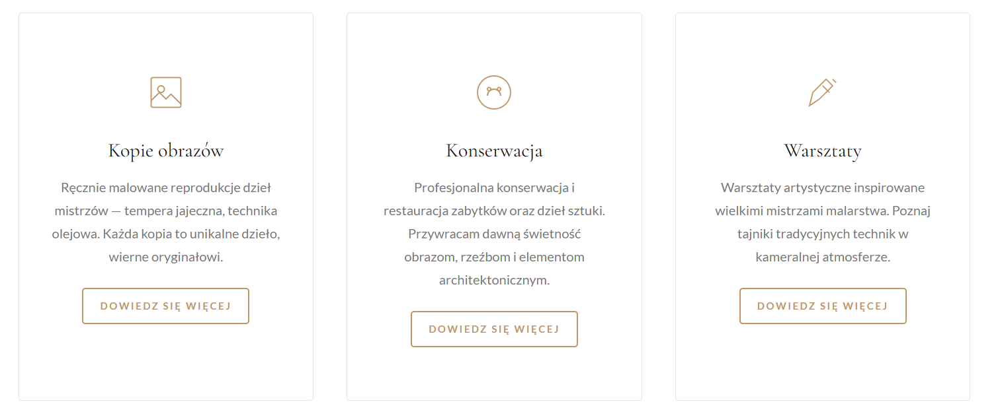 Kopie obrazów
Ręcznie malowane reprodukcje dzieł
mistrzów — tempera jajeczna, technika
olejowa. Każda kopia to unikalne dzieło,
wierne oryginałowi.
DOWIEDZ SIĘ WIĘCEJ
Konserwacja
Profesjonalna konserwacja i
restauracja zabytków oraz dzieł sztuki.
Przywracam dawną świetność
obrazom, rzeźbom i elementom
architektonicznym.
DOWIEDZ SIĘ WIĘCEJ
Warsztaty
Warsztaty artystyczne inspirowane
wielkimi mistrzami malarstwa. Poznaj
tajniki tradycyjnych technik w
kameralnej atmosferze.
DOWIEDZ SIĘ WIĘCEJ